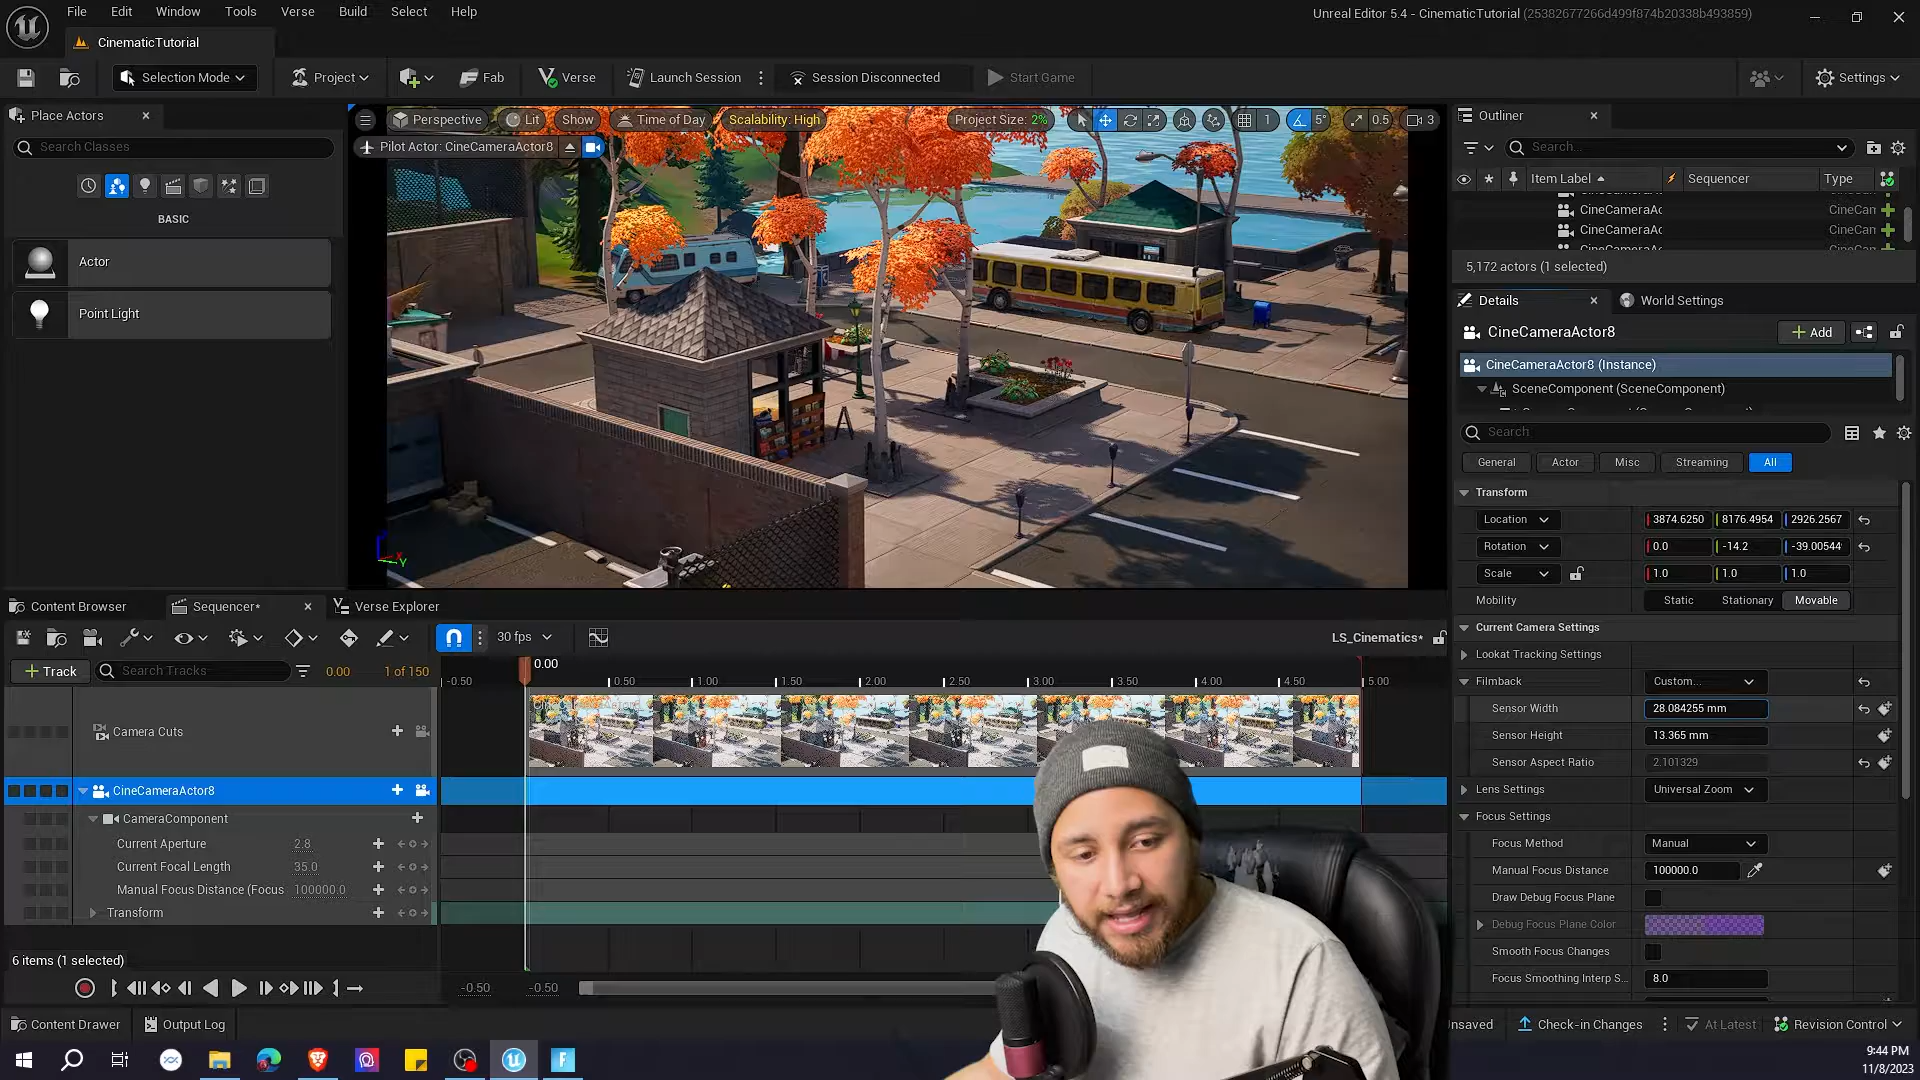 File Edit Window Tools Verse Build Select Help
Unreal Editor 5.4 - CinematicTutorial (25382677266d499f874b20338b493859)
CinematicTutorial
Selection Mode Project Fab Verse Launch Session Session Disconnected Start Game Settings
Place Actors
Search Classes
BASIC
Actor
Point Light
Perspective Lit Show Time of Day Scalability: High Project Size: 2% 1 5° 0.5 3
Pilot Actor: CineCameraActor8
X
Y
Outliner
Search...
Item Label Sequencer Type
CineCameraAc CineCan
CineCameraAc CineCan
5,172 actors (1 selected)
Details World Settings
CineCameraActor8 Add
CineCameraActor8 (Instance)
SceneComponent (SceneComponent)
Search
General Actor Misc Streaming All
Transform
Location 3874.6250 8176.4954 2926.2567
Rotation 0.0 -14.2 -39.00544
Scale 1.0 1.0 1.0
Mobility Static Stationary Movable
Current Camera Settings
Lookat Tracking Settings
Filmback Custom...
Sensor Width 28.084255 mm
Sensor Height 13.365 mm
Sensor Aspect Ratio 2.101329
Lens Settings Universal Zoom
Focus Settings
Focus Method Manual
Manual Focus Distance 100000.0
Draw Debug Focus Plane
Debug Focus Plane Color
Smooth Focus Changes
Focus Smoothing Interp S... 8.0
Content Browser Sequencer* Verse Explorer
30 fps LS_Cinematics*
Track Search Tracks 0.00 1 of 150
0.00
-0.50 0.50 1.00 1.50 2.00 2.50 3.00 3.50 4.00 4.50 5.00
Camera Cuts
CineCameraActor8
CameraComponent
Current Aperture 2.8
Current Focal Length 35.0
Manual Focus Distance (Focus 100000.0
Transform
6 items (1 selected)
-0.50 -0.50
Content Drawer Output Log
Unsaved Check-in Changes At Latest Revision Control
9:44 PM
11/8/2023